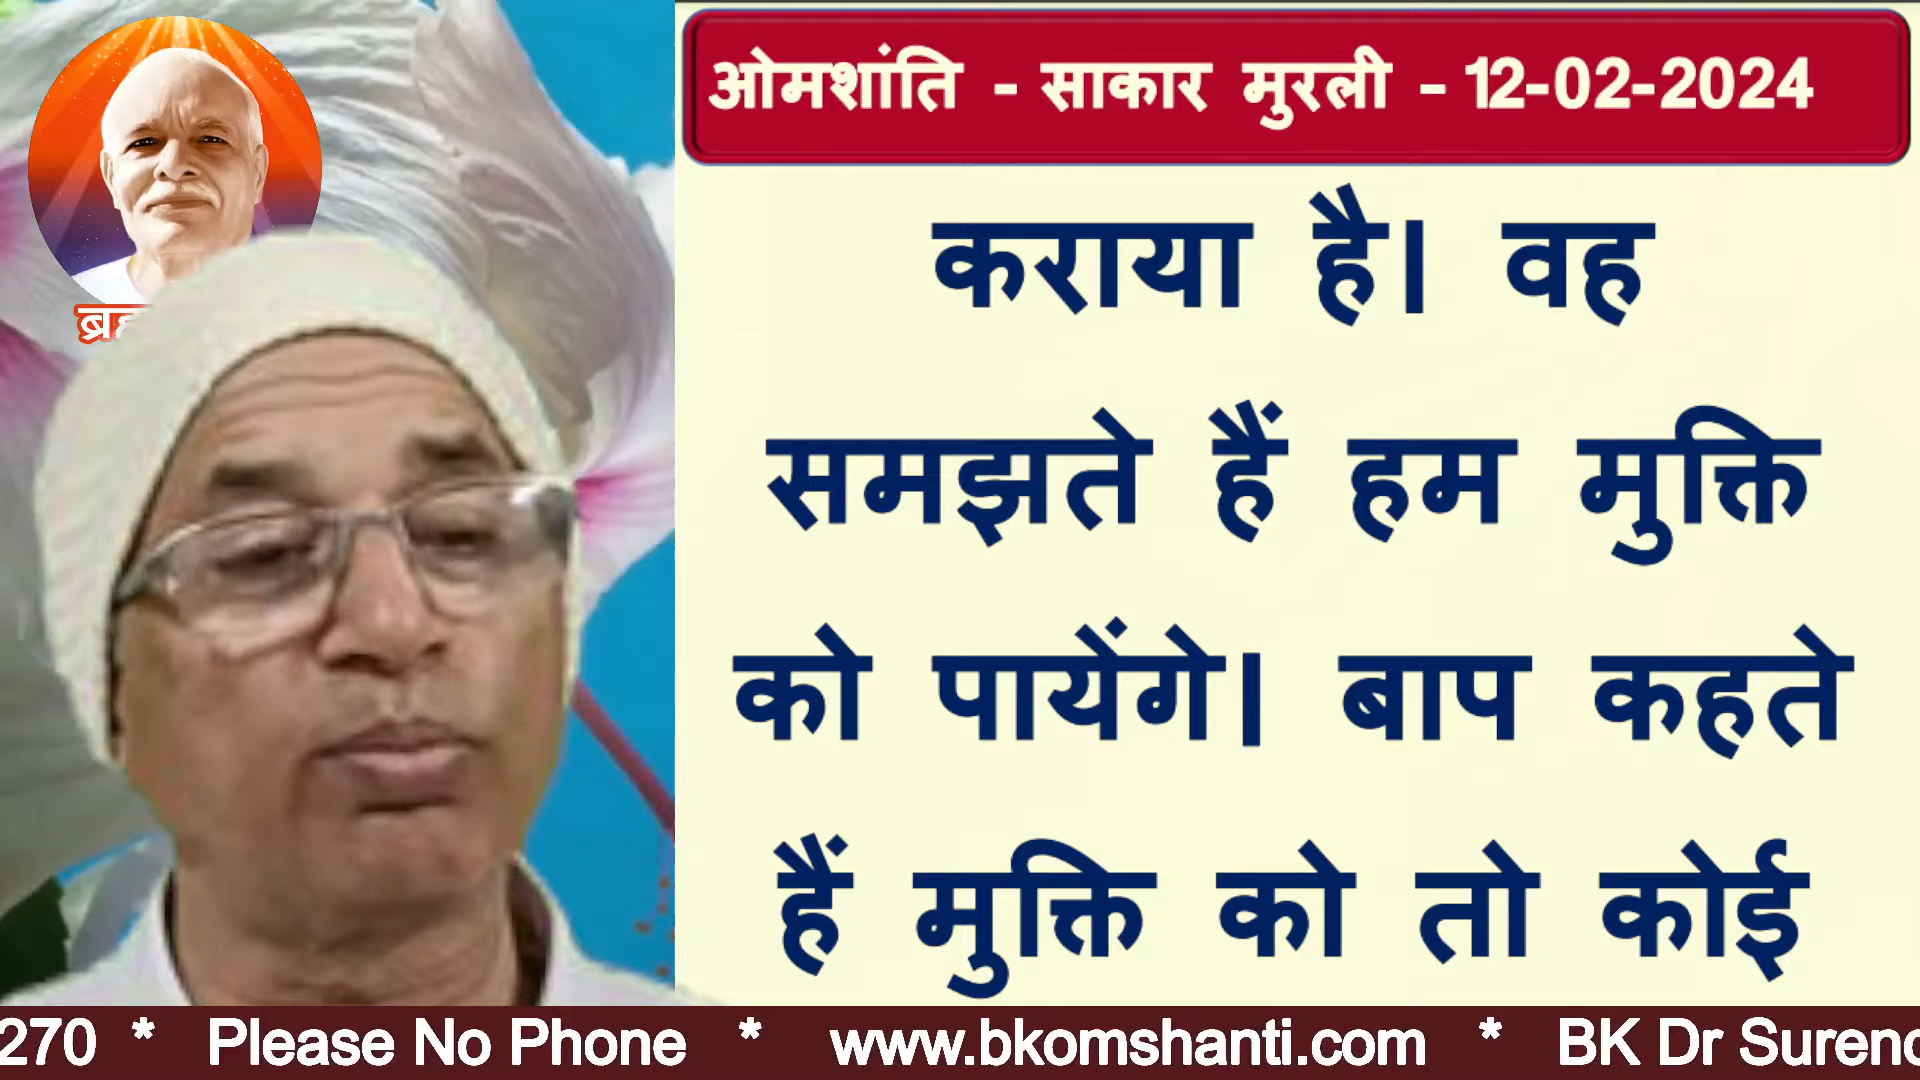 ओमशांति - साकार मुरली - 12-02-2024
कराया है। वह
समझते हैं हम मुक्ति
को पायेंगे। बाप कहते
हैं मुक्ति को तो कोई
270 * Please No Phone * www.bkomshanti.com * BK Dr